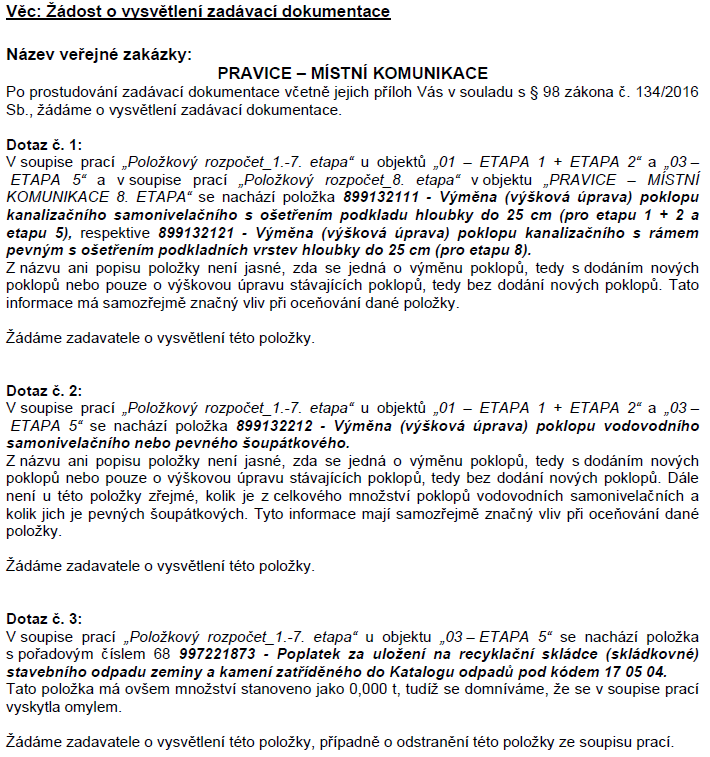 Věc: Žádost o vysvětlení zadávací dokumentace
Název veřejné zakázky:
PRAVICE – MÍSTNÍ KOMUNIKACE
Po prostudování zadávací dokumentace včetně jejich příloh Vás v souladu s § 98 zákona č. 134/2016
Sb., žádáme o vysvětlení zadávací dokumentace.
Dotaz č. 1:
V soupise prací „Položkový rozpočet_1.-7. etapa“ u objektů „01 – ETAPA 1 + ETAPA 2“ a „03 –
ETAPA 5“ a v soupise prací „Položkový rozpočet_8. etapa“ v objektu „PRAVICE – MÍSTNÍ
KOMUNIKACE 8. ETAPA“ se nachází položka 899132111 - Výměna (výšková úprava) poklopu
kanalizačního samonivelačního s ošetřením podkladu hloubky do 25 cm (pro etapu 1 + 2 a
etapu 5), respektive 899132121 - Výměna (výšková úprava) poklopu kanalizačního s rámem
pevným s ošetřením podkladních vrstev hloubky do 25 cm (pro etapu 8).
Z názvu ani popisu položky není jasné, zda se jedná o výměnu poklopů, tedy s dodáním nových
poklopů nebo pouze o výškovou úpravu stávajících poklopů, tedy bez dodání nových poklopů. Tato
informace má samozřejmě značný vliv při oceňování dané položky.
Žádáme zadavatele o vysvětlení této položky.
Dotaz č. 2:
V soupise prací „Položkový rozpočet_1.-7. etapa“ u objektů „01 – ETAPA 1 + ETAPA 2“ a „03 –
ETAPA 5“ se nachází položka 899132212 - Výměna (výšková úprava) poklopu vodovodního
samonivelačního nebo pevného šoupátkového.
Z názvu ani popisu položky není jasné, zda se jedná o výměnu poklopů, tedy s dodáním nových
poklopů nebo pouze o výškovou úpravu stávajících poklopů, tedy bez dodání nových poklopů. Dále
není u této položky zřejmé, kolik je z celkového množství poklopů vodovodních samonivelačních a
kolik jich je pevných šoupátkových. Tyto informace mají samozřejmě značný vliv při oceňování dané
položky.
Žádáme zadavatele o vysvětlení této položky.
Dotaz č. 3:
V soupise prací „Položkový rozpočet_1.-7. etapa“ u objektu „03 – ETAPA 5“ se nachází položka
s pořadovým číslem 68 997221873 - Poplatek za uložení na recyklační skládce (skládkovné)
stavebního odpadu zeminy a kamení zatříděného do Katalogu odpadů pod kódem 17 05 04.
Tato položka má ovšem množství stanoveno jako 0,000 t, tudíž se domníváme, že se v soupise prací
vyskytla omylem.
Žádáme zadavatele o vysvětlení této položky, případně o odstranění této položky ze soupisu prací.